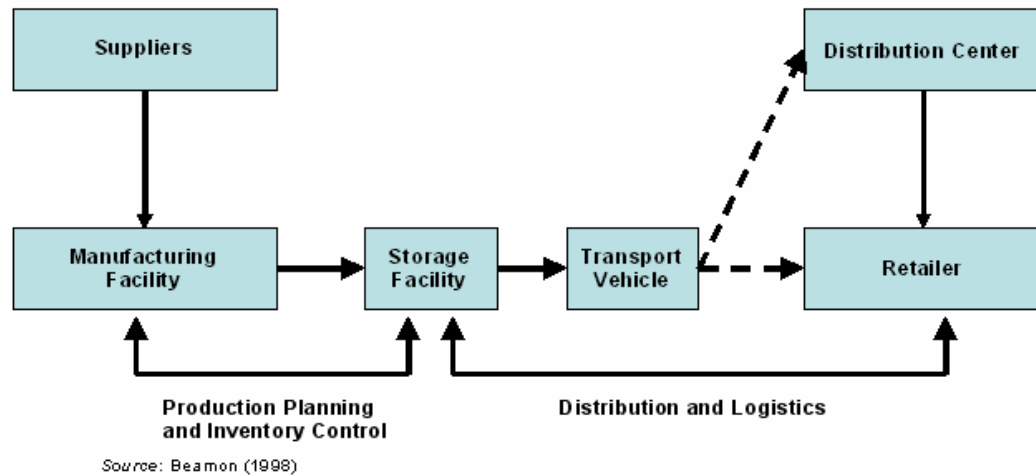 Suppliers
Distribution Center
Manufacturing
Facility
Storage
Facility
Transport
Vehicle
Retailer
Production Planning
and Inventory Control
Distribution and Logistics
Source: Beamon (1998)